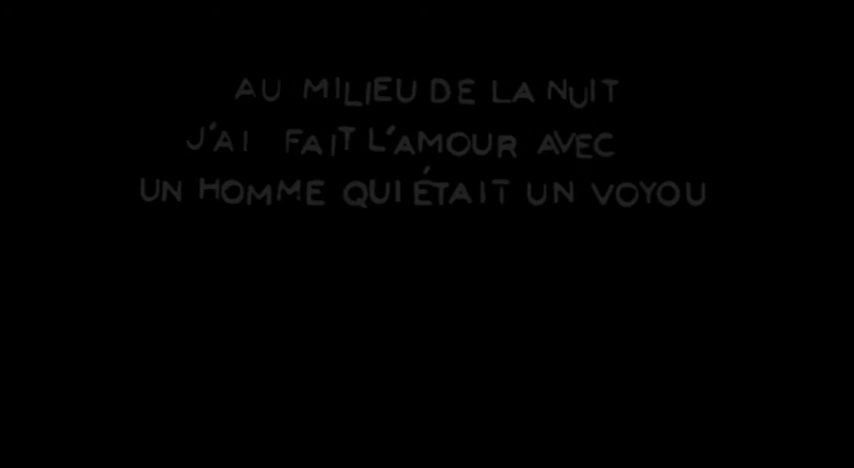 AU MILIEU DE LA NUIT
J'AI FAIT L'AMOUR AVEC
UN HOMME QUI ÉTAIT UN VOYOU